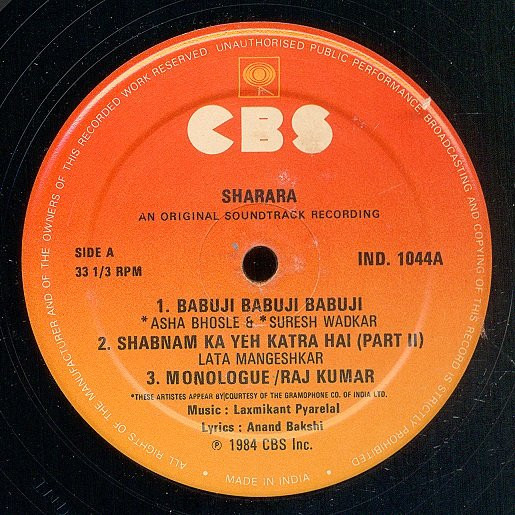 ALL RIGHTS OF THE MANUFACTURER AND OF THE OWNERS OF THIS RECORDED WORK RESERVED UNAUTHORISED PUBLIC PERFORMANCE BROADCASTING AND COPYING OF THIS RECORD IS STRICTLY PROHIBITED
CBS
SHARARA
AN ORIGINAL SOUNDTRACK RECORDING
SIDE A
33 1/3 RPM
IND. 1044A
1. BABUJI BABUJI BABUJI
*ASHA BHOSLE & *SURESH WADKAR
2. SHABNAM KA YEH KATRA HAI (PART II)
LATA MANGESHKAR
3. MONOLOGUE/RAJ KUMAR
*THESE ARTISTES APPEAR BY COURTESY OF THE GRAMOPHONE CO. OF INDIA LTD.
Music : Laxmikant Pyarelal
Lyrics : Anand Bakshi
℗ 1984 CBS Inc.
MADE IN INDIA